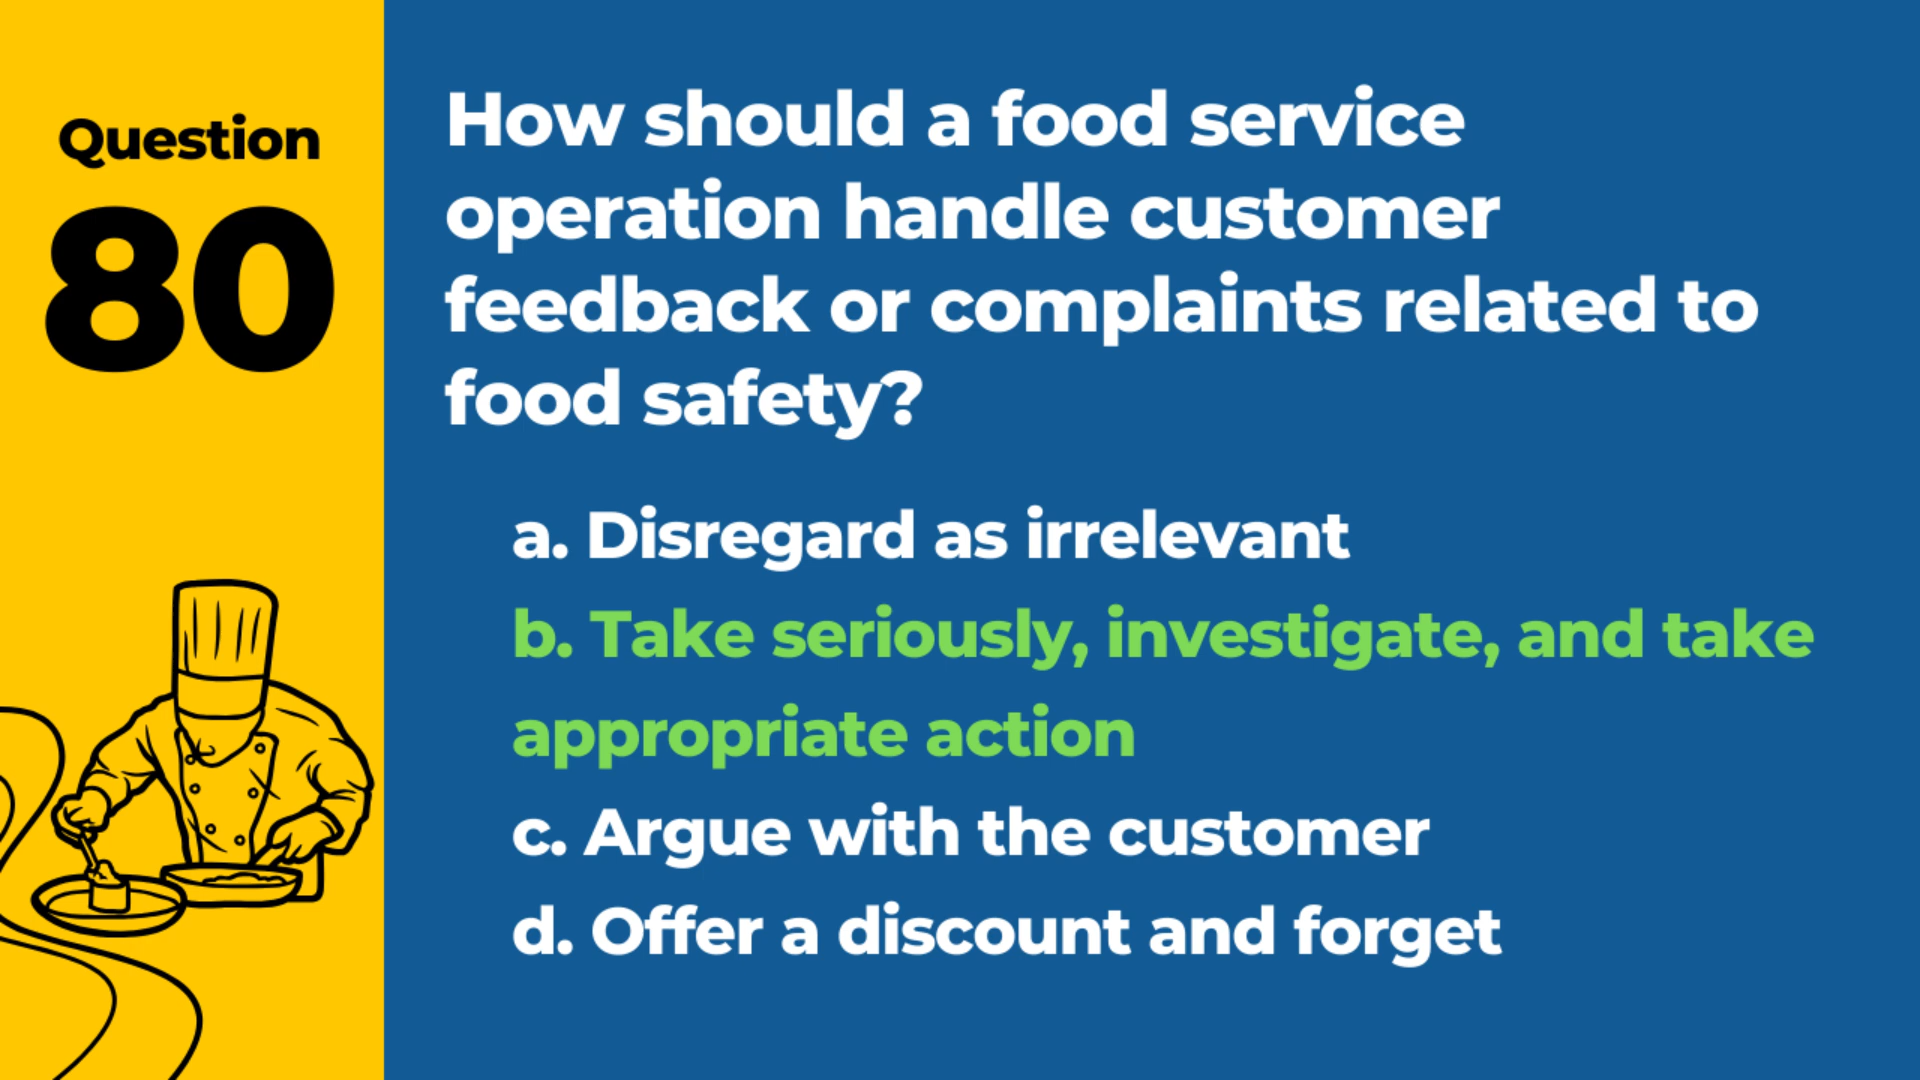 Question
80
How should a food service
operation handle customer
feedback or complaints related to
food safety?
a. Disregard as irrelevant
b. Take seriously, investigate, and take
appropriate action
c. Argue with the customer
d. Offer a discount and forget